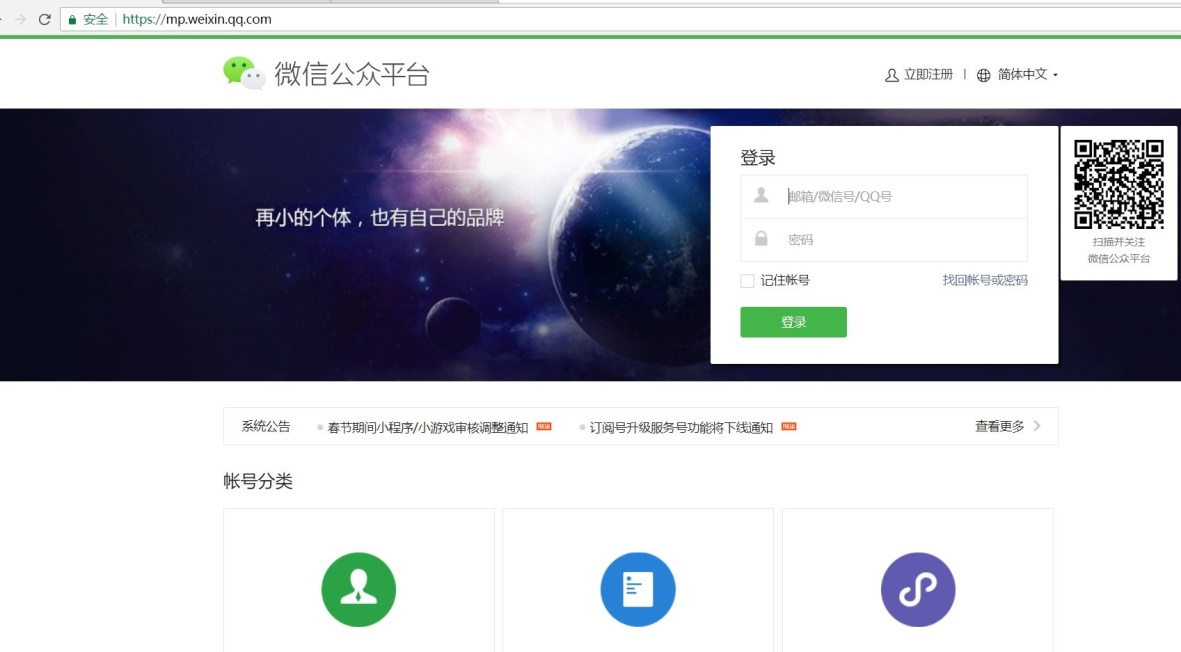 安全 https://mp.weixin.qq.com
微信公众平台
立即注册 | 简体中文
再小的个体，也有自己的品牌
登录
邮箱/微信号/QQ号
密码
记住帐号 找回帐号或密码
登录
扫描并关注
微信公众平台
系统公告 春节期间小程序/小游戏审核调整通知 NEW 订阅号升级服务号功能将下线通知 NEW 查看更多
帐号分类